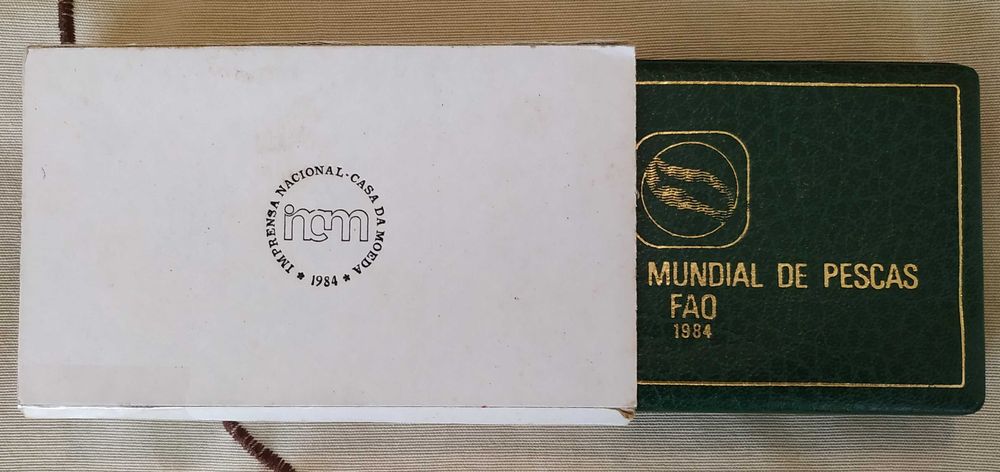 IMPRENSA NACIONAL-CASA DA MOEDA
incm
★ 1984 ★
MUNDIAL DE PESCAS
FAO
1984